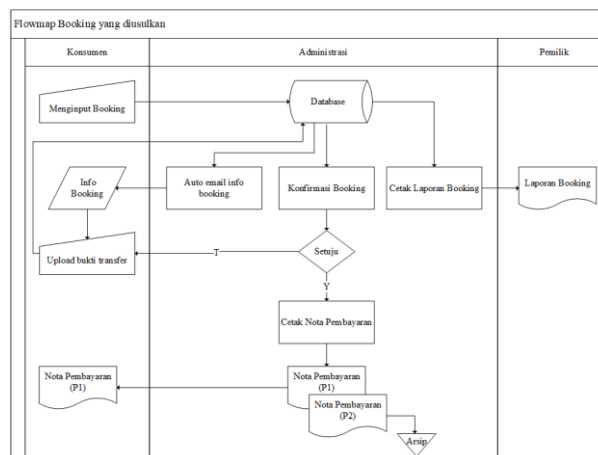 Flowmap Booking yang diusulkan
Konsumen
Administrasi
Pemilik
Menginput Booking
Database
Info
Booking
Auto email info
booking
Konfirmasi Booking
Cetak Laporan Booking
Laporan Booking
Upload bukti transfer
T
Setuju
Y
Cetak Nota Pembayaran
Nota Pembayaran
(P1)
Nota Pembayaran
(P1)
Nota Pembayaran
(P2)
Arsip